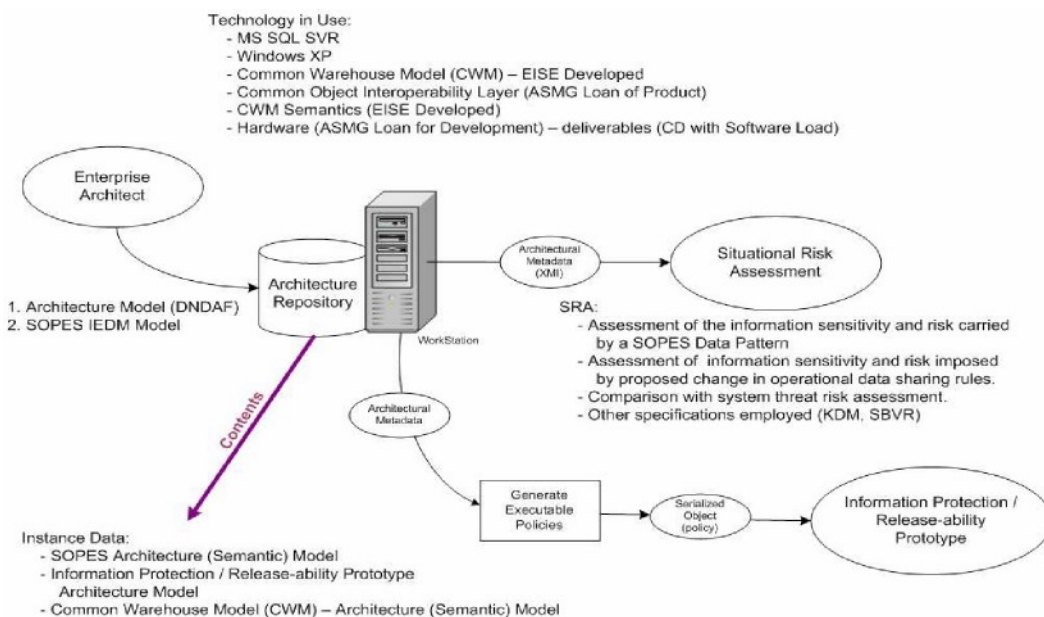 Technology in Use:
- MS SQL SVR
- Windows XP
- Common Warehouse Model (CWM) – EISE Developed
- Common Object Interoperability Layer (ASMG Loan of Product)
- CWM Semantics (EISE Developed)
- Hardware (ASMG Loan for Development) – deliverables (CD with Software Load)
Enterprise
Architect
Architecture
Repository
WorkStation
Architectural
Metadata
(XMI)
Situational Risk
Assessment
1. Architecture Model (DNDAF)
2. SOPES IEDM Model
SRA:
- Assessment of the information sensitivity and risk carried
by a SOPES Data Pattern
- Assessment of information sensitivity and risk imposed
by proposed change in operational data sharing rules.
- Comparison with system threat risk assessment.
- Other specifications employed (KDM, SBVR)
Contents
Architectural
Metadata
Generate
Executable
Policies
Serialized
Object
(policy)
Information Protection /
Release-ability
Prototype
Instance Data:
- SOPES Architecture (Semantic) Model
- Information Protection / Release-ability Prototype
Architecture Model
- Common Warehouse Model (CWM) – Architecture (Semantic) Model